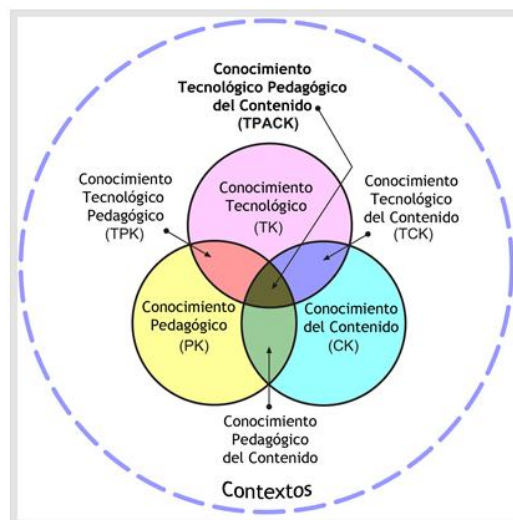 Conocimiento
Tecnológico Pedagógico
del Contenido
(TPACK)
Conocimiento
Tecnológico
Pedagógico
(TPK)
Conocimiento
Tecnológico
(TK)
Conocimiento
Tecnológico
del Contenido
(TCK)
Conocimiento
Pedagógico
(PK)
Conocimiento
del Contenido
(CK)
Conocimiento
Pedagógico
del Contenido
Contextos